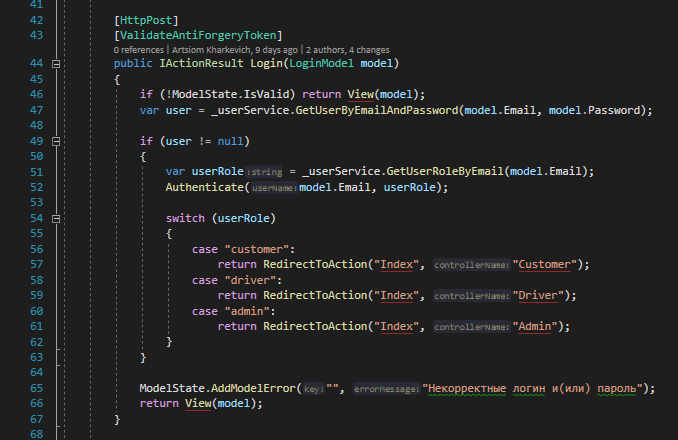 41
42 [HttpPost]
43 [ValidateAntiForgeryToken]
0 references | Artsiom Kharkevich, 9 days ago | 2 authors, 4 changes
44 public IActionResult Login(LoginModel model)
45 {
46 if (!ModelState.IsValid) return View(model);
47 var user = _userService.GetUserByEmailAndPassword(model.Email, model.Password);
48
49 if (user != null)
50 {
51 var userRole:string = _userService.GetUserRoleByEmail(model.Email);
52 Authenticate(userName:model.Email, userRole);
53
54 switch (userRole)
55 {
56 case "customer":
57 return RedirectToAction("Index", controllerName:"Customer");
58 case "driver":
59 return RedirectToAction("Index", controllerName:"Driver");
60 case "admin":
61 return RedirectToAction("Index", controllerName:"Admin");
62 }
63 }
64
65 ModelState.AddModelError(key:"", errorMessage:"Некорректные логин и(или) пароль");
66 return View(model);
67 }
68